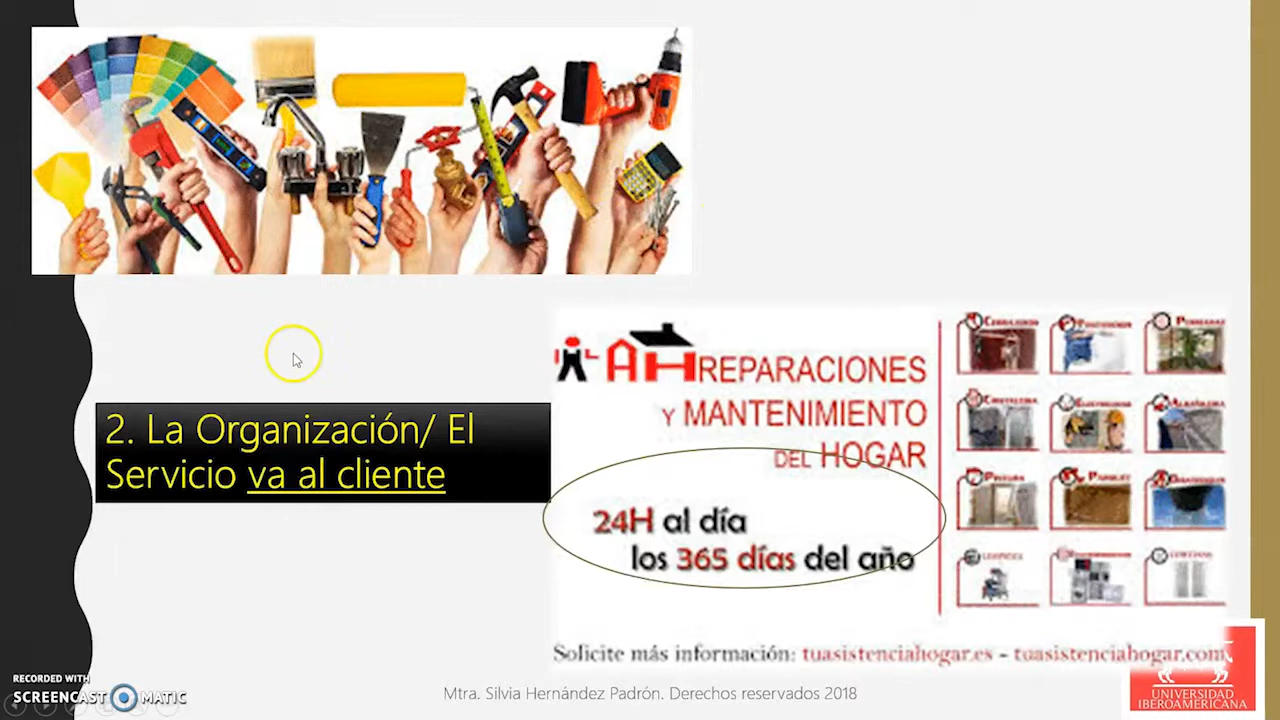 2. La Organización/ El
Servicio va al cliente
AH REPARACIONES
Y MANTENIMIENTO
DEL HOGAR
24H al día
los 365 días del año
PINTURA
PARQUET
Solicite más información: tuasistenciahogar.es - tuasistenciahogar.com
Mtra. Silvia Hernández Padrón. Derechos reservados 2018
UNIVERSIDAD
IBEROAMERICANA
RECORDED WITH
SCREENCAST MATIC